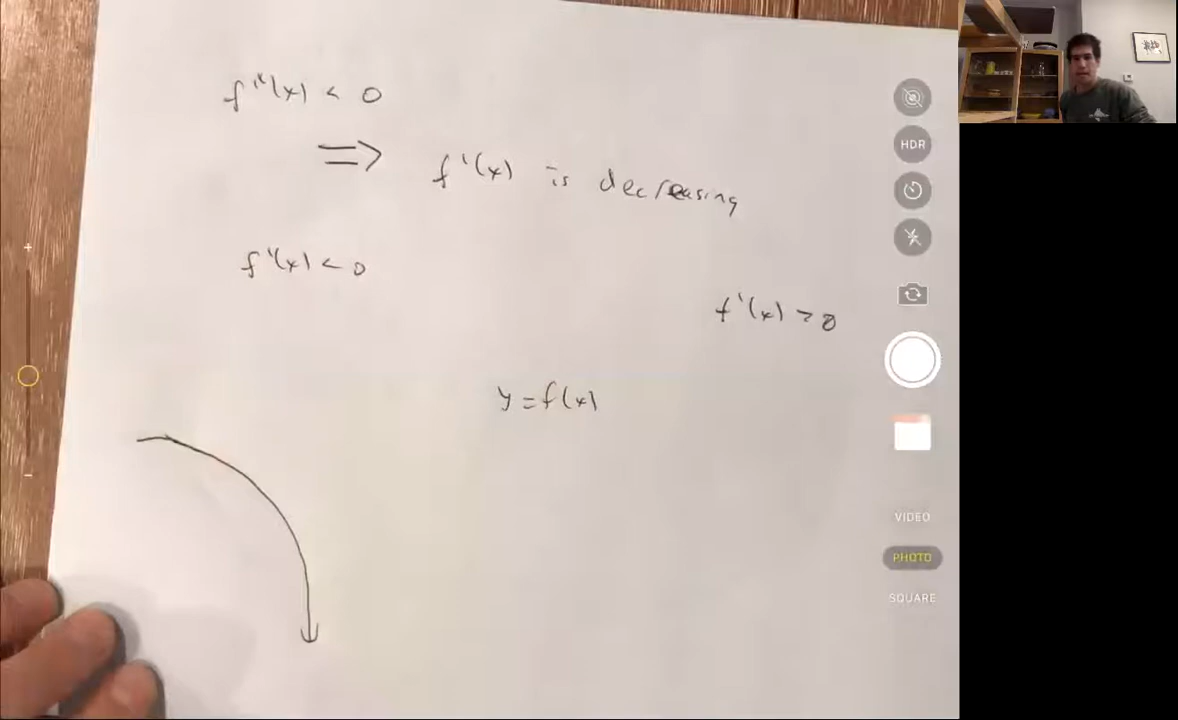 f''(x) < 0
=> f'(x) is decreasing
f'(x) < 0
f'(x) > 0
y = f(x)
HDR
VIDEO
PHOTO
SQUARE